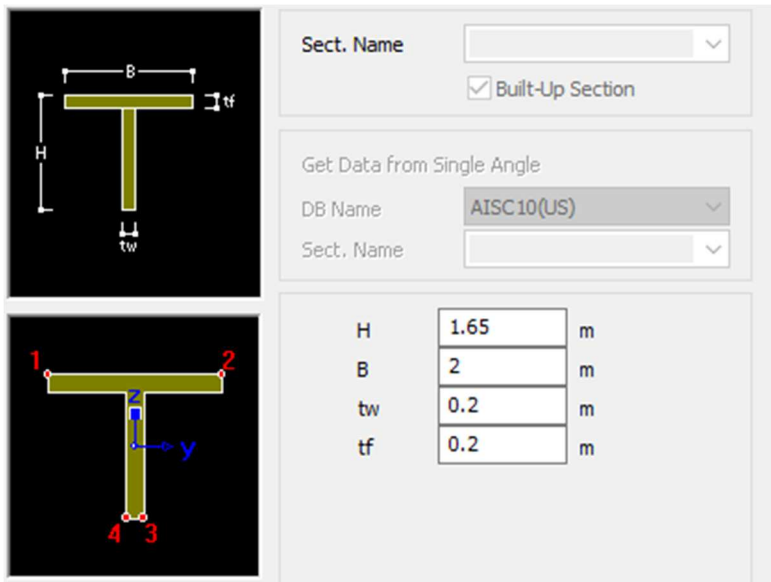 B
tf
H
tw
1
2
z
y
4 3
Sect. Name
Built-Up Section
Get Data from Single Angle
DB Name AISC10(US)
Sect. Name
H 1.65 m
B 2 m
tw 0.2 m
tf 0.2 m